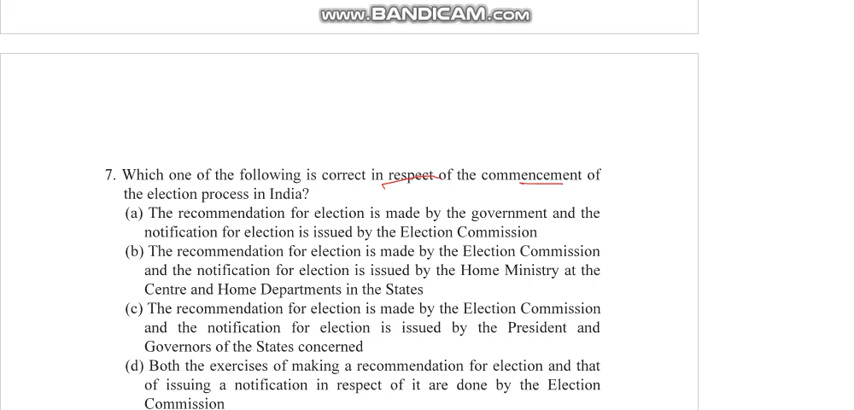 www.BANDICAM.com
7. Which one of the following is correct in respect of the commencement of
the election process in India?
(a) The recommendation for election is made by the government and the
notification for election is issued by the Election Commission
(b) The recommendation for election is made by the Election Commission
and the notification for election is issued by the Home Ministry at the
Centre and Home Departments in the States
(c) The recommendation for election is made by the Election Commission
and the notification for election is issued by the President and
Governors of the States concerned
(d) Both the exercises of making a recommendation for election and that
of issuing a notification in respect of it are done by the Election
Commission